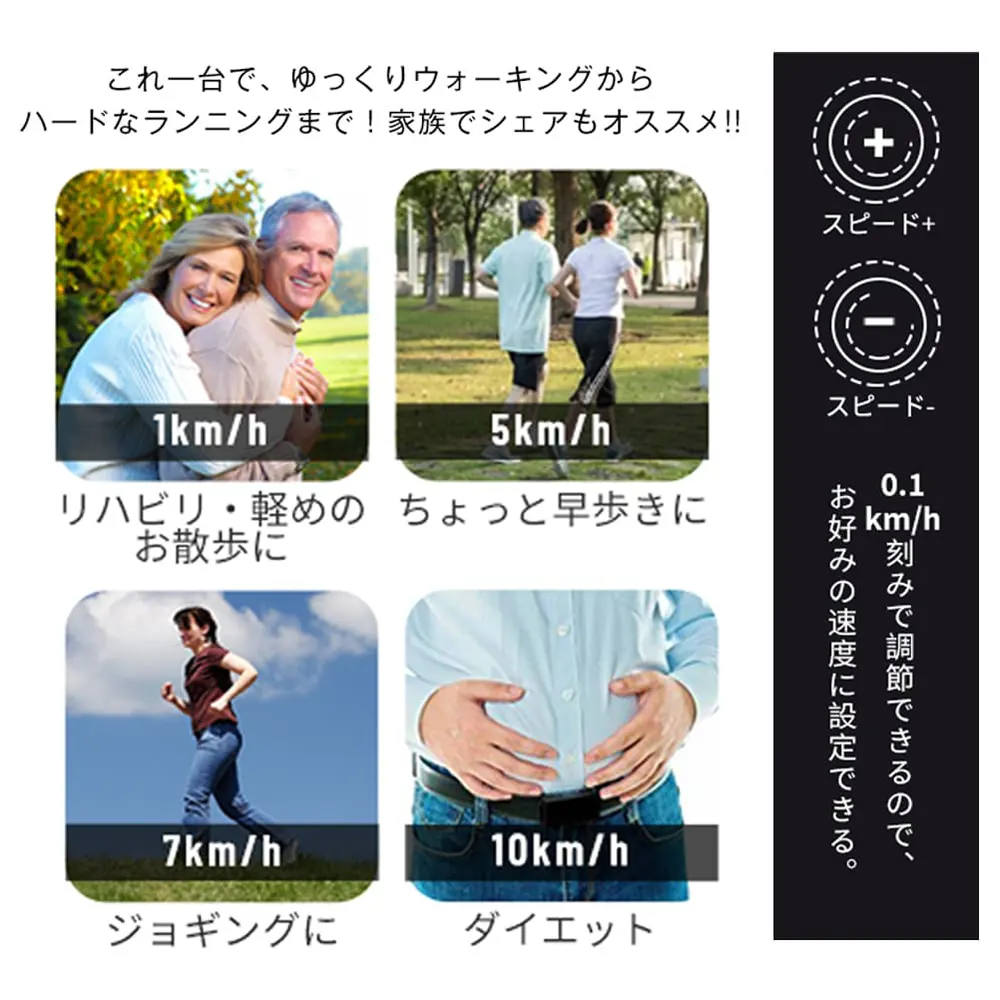 これ一台で、ゆっくりウォーキングから
ハードなランニングまで！家族でシェアもオススメ!!
1km/h
リハビリ・軽めの
お散歩に
5km/h
ちょっと早歩きに
7km/h
ジョギングに
10km/h
ダイエット
スピード+
スピード-
0.1
km/h
刻みで調節できるので、
お好みの速度に設定できる。